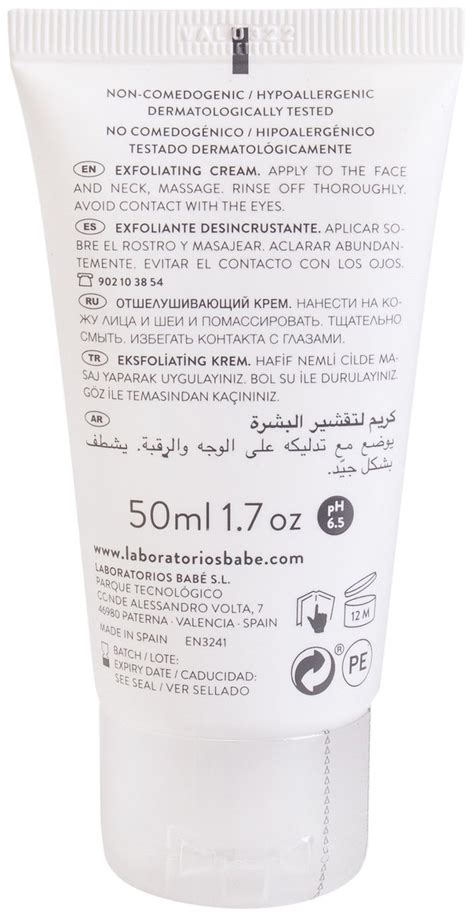 NON-COMEDOGENIC / HYPOALLERGENIC
DERMATOLOGICALLY TESTED
NO COMEDOGÉNICO / HIPOALERGÉNICO
TESTADO DERMATOLÓGICAMENTE
EN EXFOLIATING CREAM. APPLY TO THE FACE
AND NECK, MASSAGE. RINSE OFF THOROUGHLY.
AVOID CONTACT WITH THE EYES.
ES EXFOLIANTE DESINCRUSTANTE. APLICAR SO-
BRE EL ROSTRO Y MASAJEAR. ACLARAR ABUNDAN-
TEMENTE. EVITAR EL CONTACTO CON LOS OJOS.
902 10 38 54
RU ОТШЕЛУШИВАЮЩИЙ КРЕМ. НАНЕСТИ НА КО-
ЖУ ЛИЦА И ШЕИ И ПОМАССИРОВАТЬ. ТЩАТЕЛЬНО
СМЫТЬ. ИЗБЕГАТЬ КОНТАКТА С ГЛАЗАМИ.
TR EKSFOLİATİNG KREM. HAFİF NEMLİ CİLDE MA-
SAJ YAPARAK UYGULAYINIZ. BOL SU İLE DURULAYINIZ.
GÖZ İLE TEMASINDAN KAÇININIZ.
AR كريم لتقشير البشرة
يوضع مع تدليكه على الوجه والرقبة. يشطف
بشكل جيّد.
50ml 1.7 oz pH 6.5
www.laboratoriosbabe.com
LABORATORIOS BABÉ S.L.
PARQUE TECNOLÓGICO
C.C.NDE ALESSANDRO VOLTA, 7
46980 PATERNA · VALENCIA · SPAIN
12 M
MADE IN SPAIN EN3241
BATCH / LOTE:
EXPIRY DATE / CADUCIDAD:
SEE SEAL / VER SELLADO
® PE